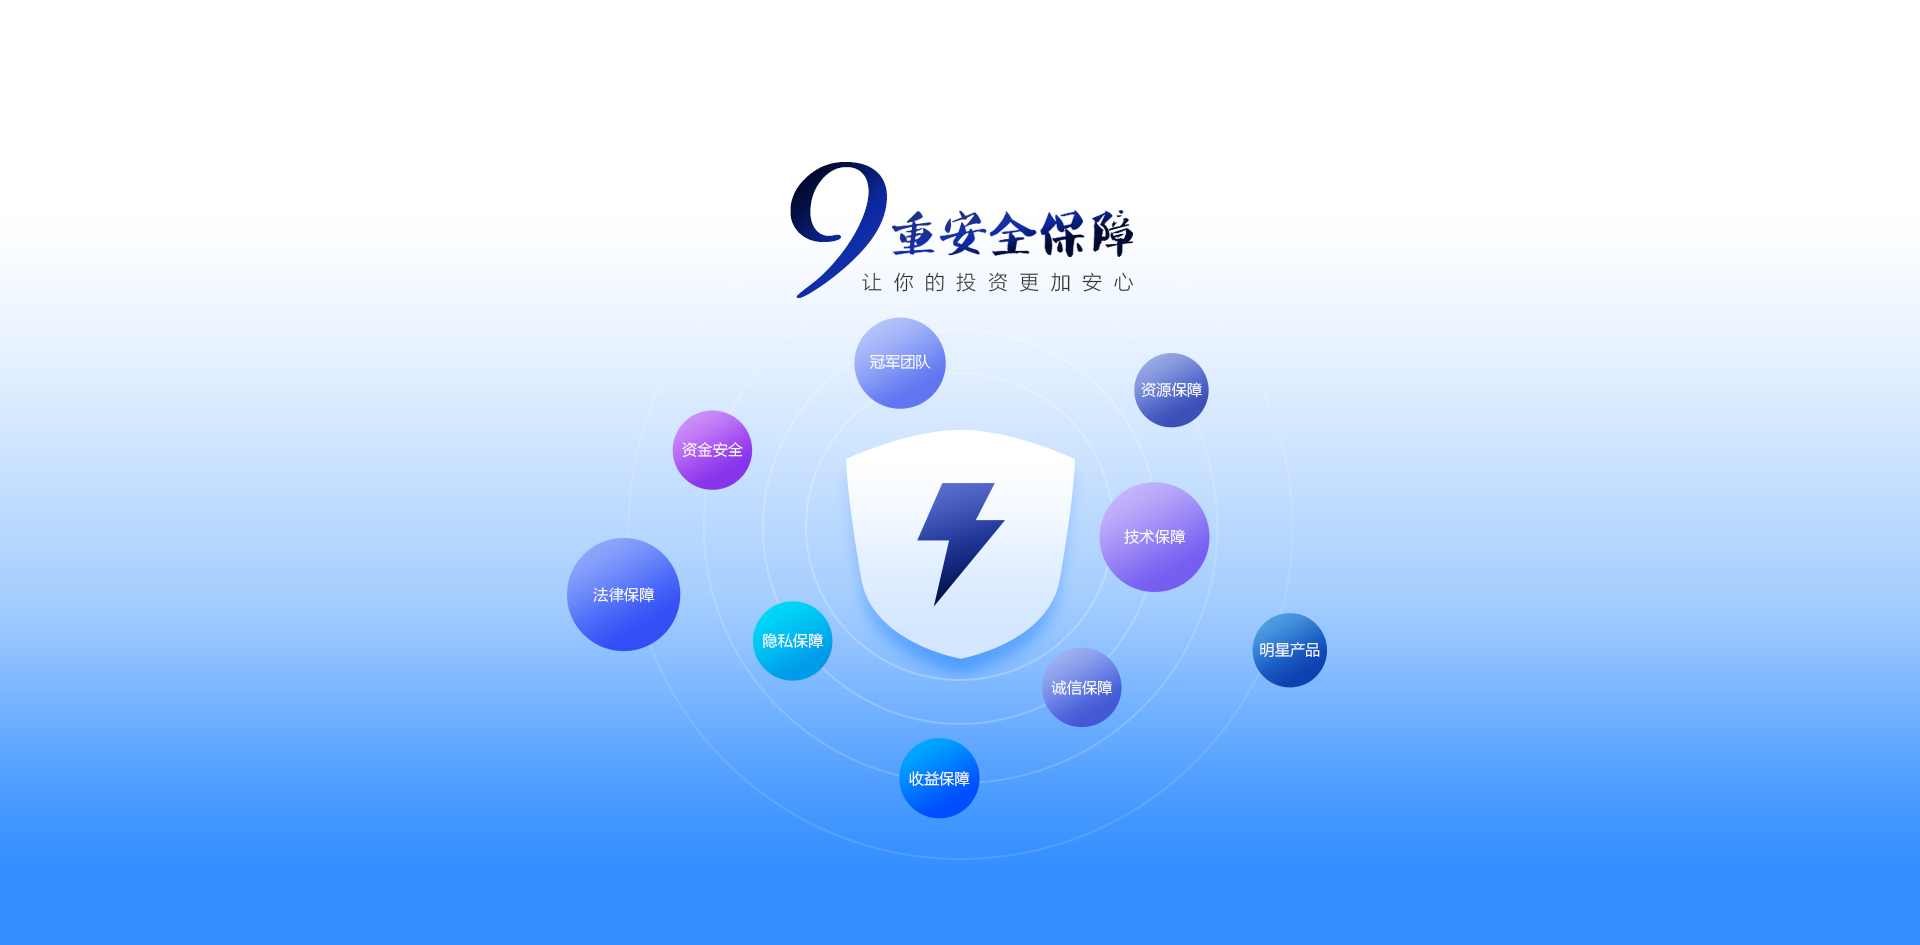 9重安全保障
让你的投资更加安心
冠军团队
资源保障
资金安全
技术保障
法律保障
隐私保障
明星产品
诚信保障
收益保障